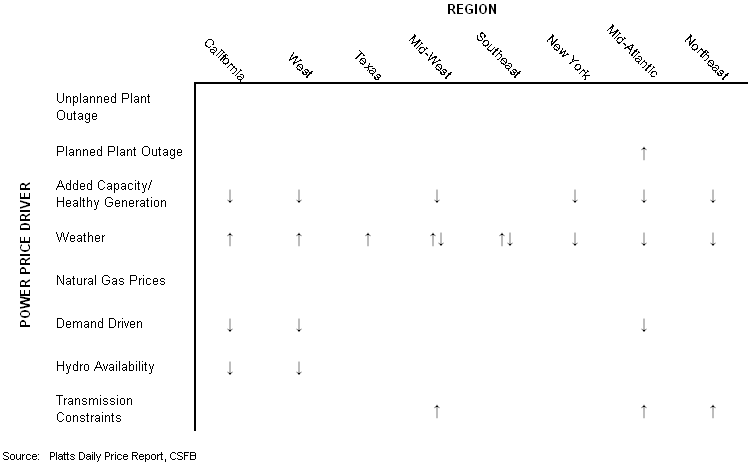 REGION
California West Texas Mid-West Southeast New York Mid-Atlantic Northeast
POWER PRICE DRIVER
Unplanned Plant
Outage
Planned Plant Outage ↑
Added Capacity/
Healthy Generation ↓ ↓ ↓ ↓ ↓ ↓
Weather ↑ ↑ ↑ ↑↓ ↑↓ ↓ ↓ ↓
Natural Gas Prices
Demand Driven ↓ ↓ ↓
Hydro Availability ↓ ↓
Transmission
Constraints ↑ ↑ ↑
Source: Platts Daily Price Report, CSFB